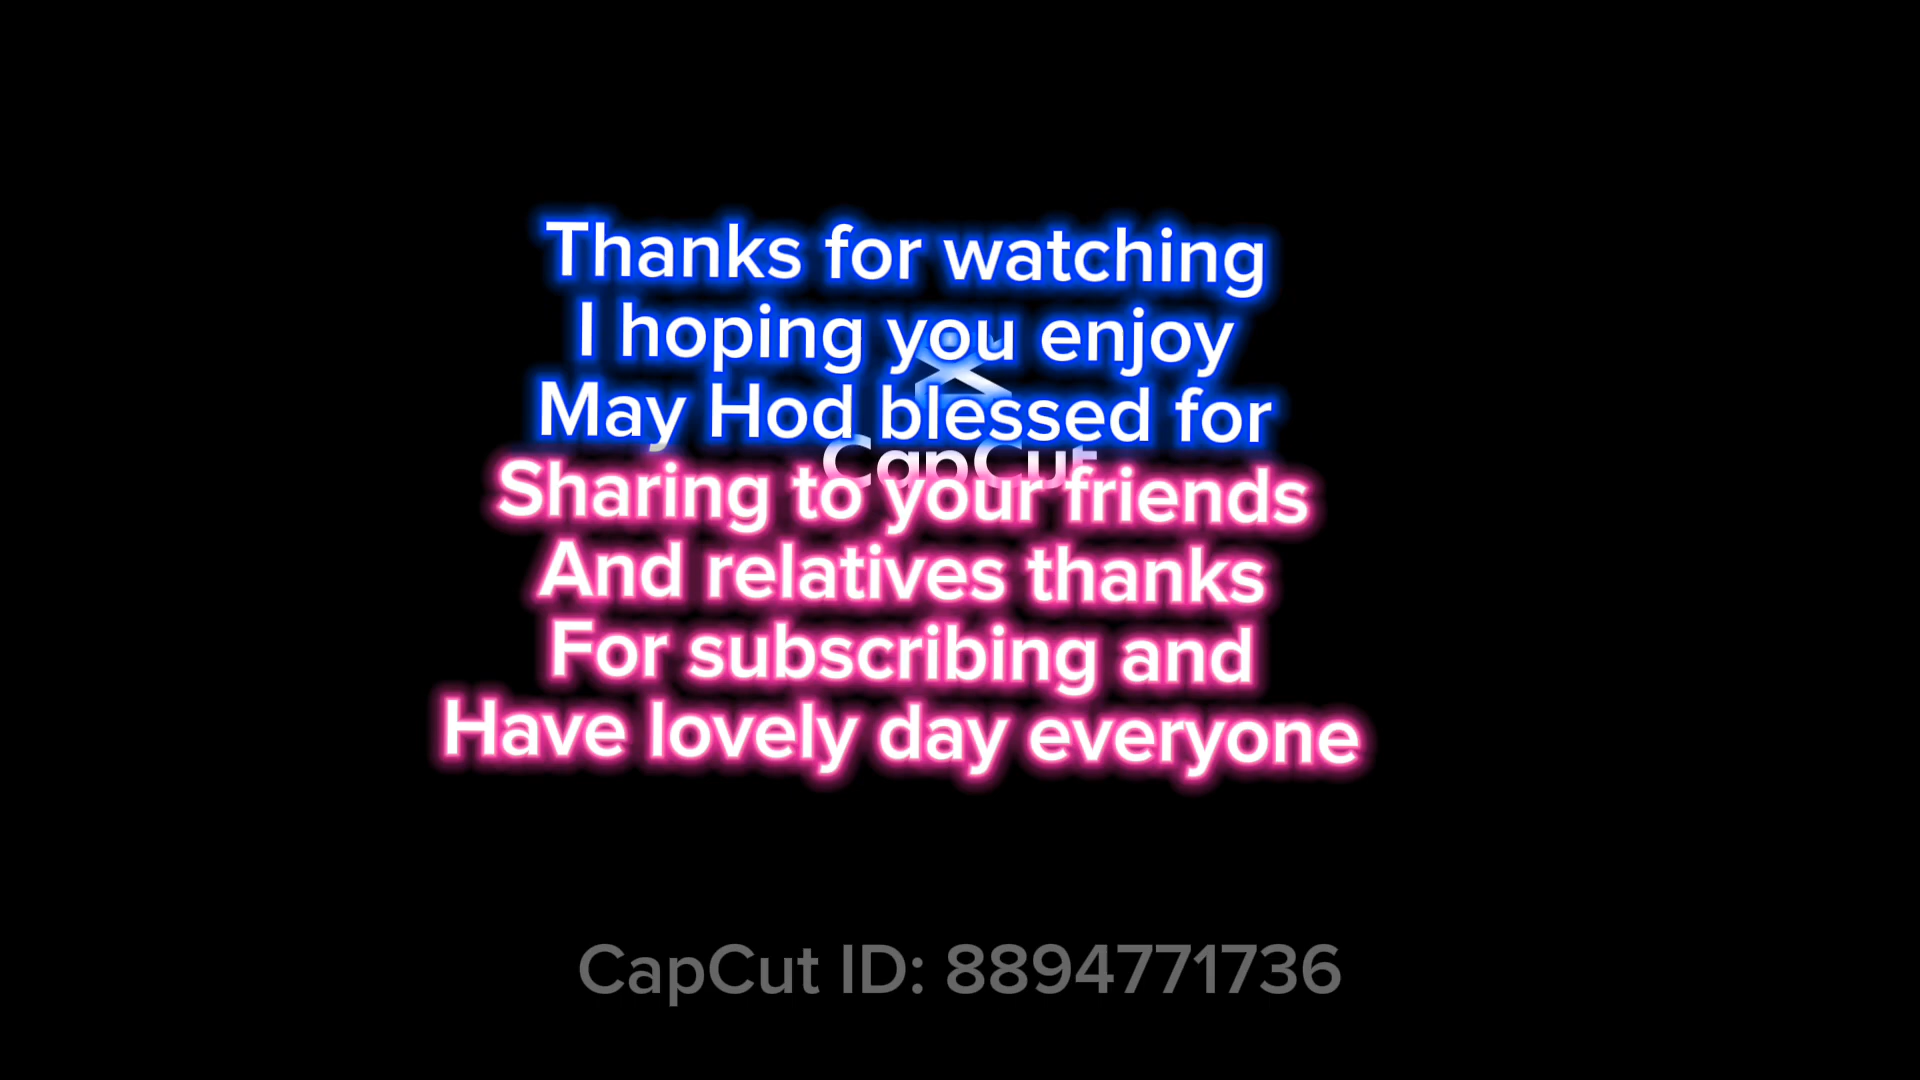 Thanks for watching
I hoping you enjoy
May Hod blessed for
CapCut
Sharing to your friends
And relatives thanks
For subscribing and
Have lovely day everyone
CapCut ID: 8894771736